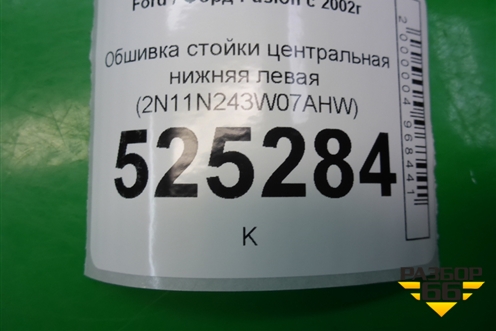 Ford / Форд Fusion с 2002г
Обшивка стойки центральная
нижняя левая
(2N11N243W07AHW)
525284
К
2000004968441
РАЗБОР
66